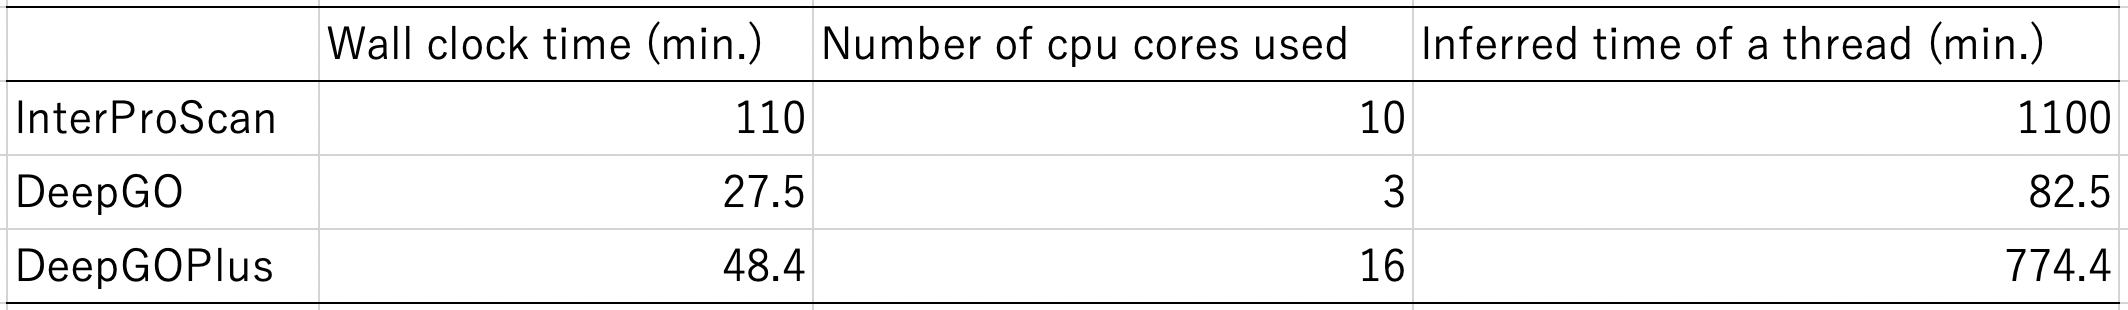 Wall clock time (min.) Number of cpu cores used Inferred time of a thread (min.)
InterProScan 110 10 1100
DeepGO 27.5 3 82.5
DeepGOPlus 48.4 16 774.4